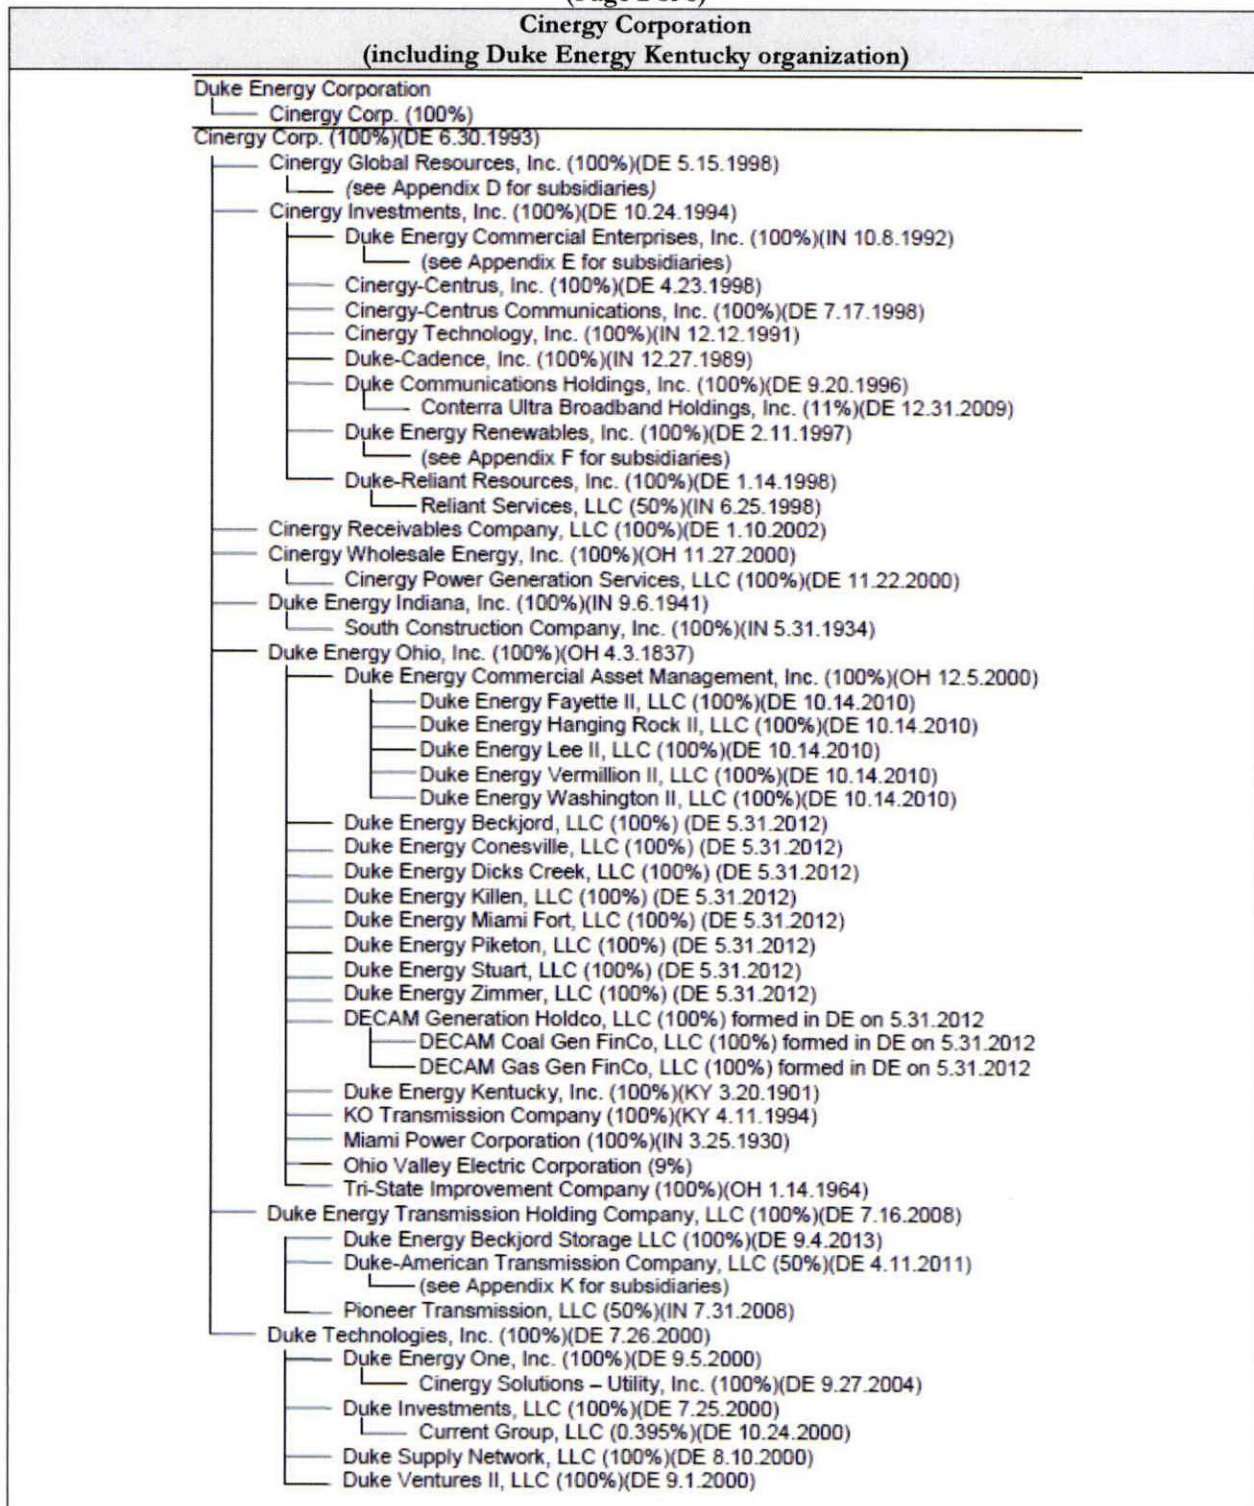 Cinergy Corporation
(including Duke Energy Kentucky organization)
Duke Energy Corporation
Cinergy Corp. (100%)
Cinergy Corp. (100%)(DE 6.30.1993)
Cinergy Global Resources, Inc. (100%)(DE 5.15.1998)
(see Appendix D for subsidiaries)
Cinergy Investments, Inc. (100%)(DE 10.24.1994)
Duke Energy Commercial Enterprises, Inc. (100%)(IN 10.8.1992)
(see Appendix E for subsidiaries)
Cinergy-Centrus, Inc. (100%)(DE 4.23.1998)
Cinergy-Centrus Communications, Inc. (100%)(DE 7.17.1998)
Cinergy Technology, Inc. (100%)(IN 12.12.1991)
Duke-Cadence, Inc. (100%)(IN 12.27.1989)
Duke Communications Holdings, Inc. (100%)(DE 9.20.1996)
Conterra Ultra Broadband Holdings, Inc. (11%)(DE 12.31.2009)
Duke Energy Renewables, Inc. (100%)(DE 2.11.1997)
(see Appendix F for subsidiaries)
Duke-Reliant Resources, Inc. (100%)(DE 1.14.1998)
Reliant Services, LLC (50%)(IN 6.25.1998)
Cinergy Receivables Company, LLC (100%)(DE 1.10.2002)
Cinergy Wholesale Energy, Inc. (100%)(OH 11.27.2000)
Cinergy Power Generation Services, LLC (100%)(DE 11.22.2000)
Duke Energy Indiana, Inc. (100%)(IN 9.6.1941)
South Construction Company, Inc. (100%)(IN 5.31.1934)
Duke Energy Ohio, Inc. (100%)(OH 4.3.1837)
Duke Energy Commercial Asset Management, Inc. (100%)(OH 12.5.2000)
Duke Energy Fayette II, LLC (100%)(DE 10.14.2010)
Duke Energy Hanging Rock II, LLC (100%)(DE 10.14.2010)
Duke Energy Lee II, LLC (100%)(DE 10.14.2010)
Duke Energy Vermillion II, LLC (100%)(DE 10.14.2010)
Duke Energy Washington II, LLC (100%)(DE 10.14.2010)
Duke Energy Beckjord, LLC (100%) (DE 5.31.2012)
Duke Energy Conesville, LLC (100%) (DE 5.31.2012)
Duke Energy Dicks Creek, LLC (100%) (DE 5.31.2012)
Duke Energy Killen, LLC (100%) (DE 5.31.2012)
Duke Energy Miami Fort, LLC (100%) (DE 5.31.2012)
Duke Energy Piketon, LLC (100%) (DE 5.31.2012)
Duke Energy Stuart, LLC (100%) (DE 5.31.2012)
Duke Energy Zimmer, LLC (100%) (DE 5.31.2012)
DECAM Generation Holdco, LLC (100%) formed in DE on 5.31.2012
DECAM Coal Gen FinCo, LLC (100%) formed in DE on 5.31.2012
DECAM Gas Gen FinCo, LLC (100%) formed in DE on 5.31.2012
Duke Energy Kentucky, Inc. (100%)(KY 3.20.1901)
KO Transmission Company (100%)(KY 4.11.1994)
Miami Power Corporation (100%)(IN 3.25.1930)
Ohio Valley Electric Corporation (9%)
Tri-State Improvement Company (100%)(OH 1.14.1964)
Duke Energy Transmission Holding Company, LLC (100%)(DE 7.16.2008)
Duke Energy Beckjord Storage LLC (100%)(DE 9.4.2013)
Duke-American Transmission Company, LLC (50%)(DE 4.11.2011)
(see Appendix K for subsidiaries)
Pioneer Transmission, LLC (50%)(IN 7.31.2008)
Duke Technologies, Inc. (100%)(DE 7.26.2000)
Duke Energy One, Inc. (100%)(DE 9.5.2000)
Cinergy Solutions – Utility, Inc. (100%)(DE 9.27.2004)
Duke Investments, LLC (100%)(DE 7.25.2000)
Current Group, LLC (0.395%)(DE 10.24.2000)
Duke Supply Network, LLC (100%)(DE 8.10.2000)
Duke Ventures II, LLC (100%)(DE 9.1.2000)